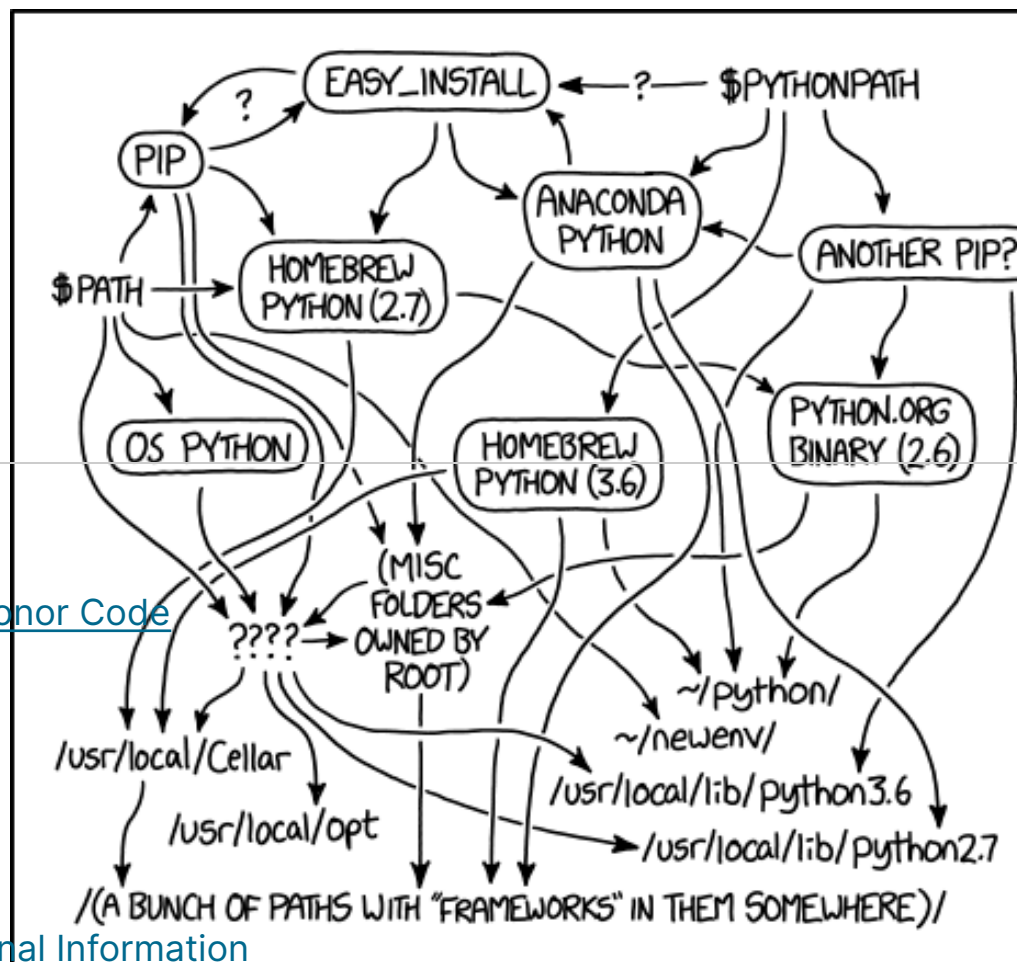 EASY_INSTALL
?
$PYTHONPATH
?
PIP
ANACONDA
PYTHON
ANOTHER PIP?
HOMEBREW
PYTHON (2.7)
$PATH
PYTHON.ORG
BINARY (2.6)
OS PYTHON
HOMEBREW
PYTHON (3.6)
(MISC
FOLDERS
OWNED BY
ROOT)
onor Code
????
~/python/
~/newenv/
/usr/local/Cellar
/usr/local/lib/python3.6
/usr/local/opt
/usr/local/lib/python2.7
/(A BUNCH OF PATHS WITH "FRAMEWORKS" IN THEM SOMEWHERE)/
nal Information